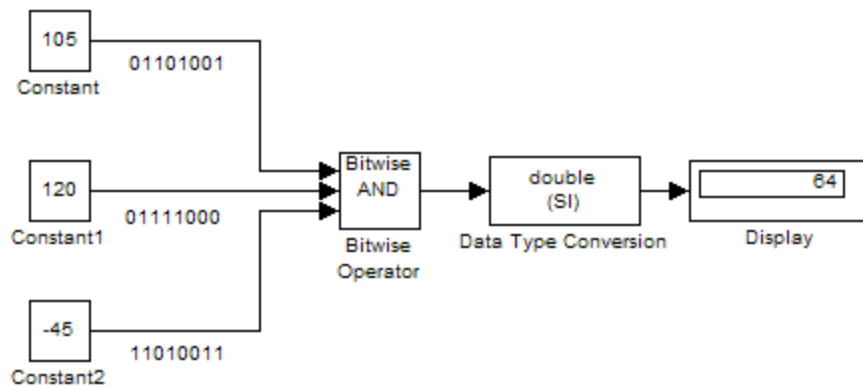 105
01101001
Constant
120
01111000
Constant1
-45
11010011
Constant2
Bitwise
AND
Bitwise
Operator
double
(SI)
Data Type Conversion
64
Display